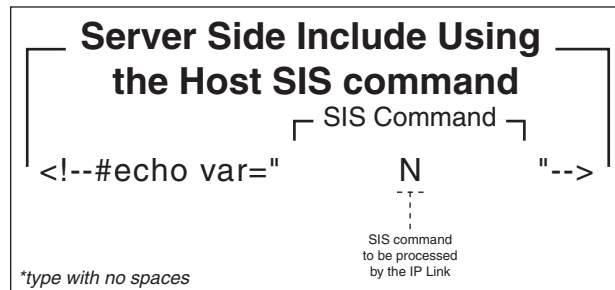 Server Side Include Using
the Host SIS command
SIS Command
<!--#echo var=" N "-->
SIS command
to be processed
by the IP Link
*type with no spaces